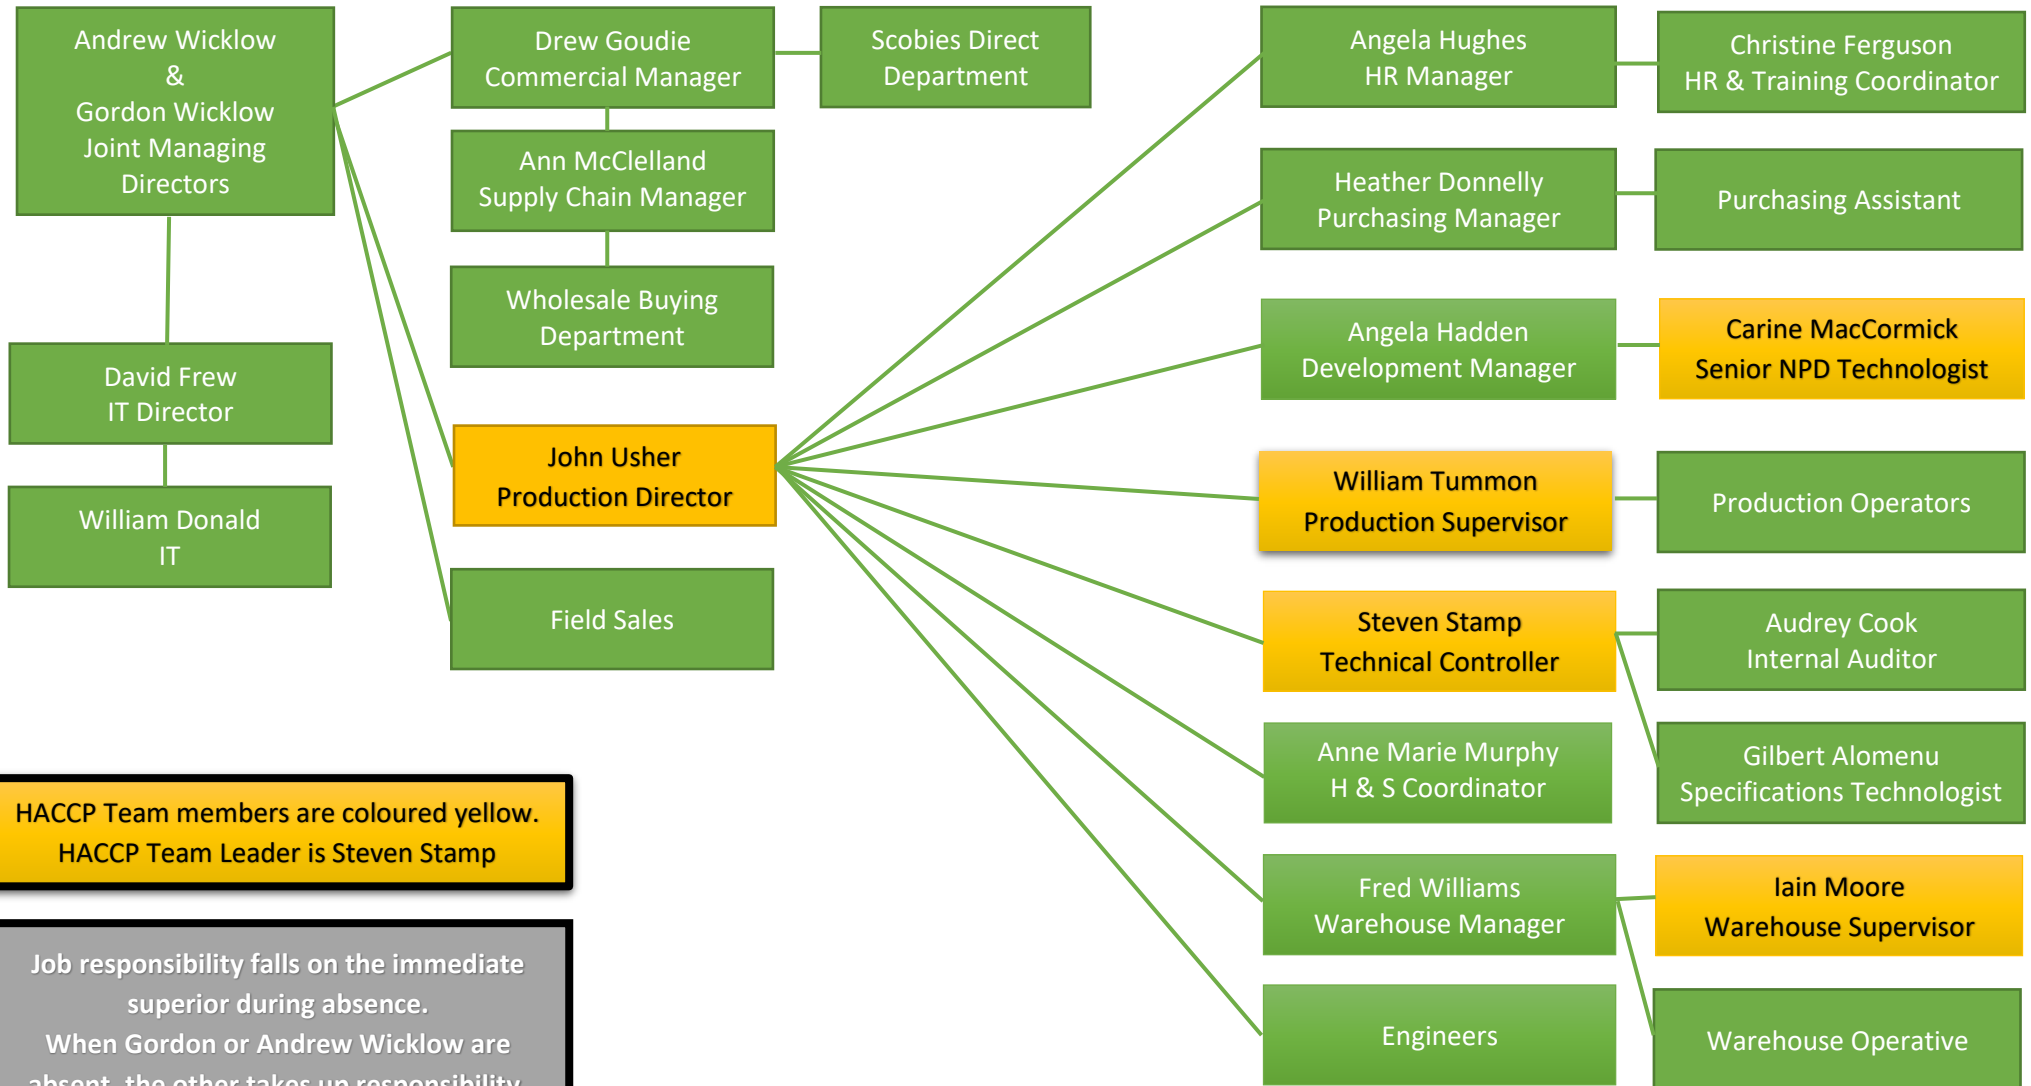 Andrew Wicklow
&
Gordon Wicklow
Joint Managing
Directors
David Frew
IT Director
William Donald
IT
Drew Goudie
Commercial Manager
Scobies Direct
Department
Ann McClelland
Supply Chain Manager
Wholesale Buying
Department
John Usher
Production Director
Field Sales
Angela Hughes
HR Manager
Christine Ferguson
HR & Training Coordinator
Heather Donnelly
Purchasing Manager
Purchasing Assistant
Angela Hadden
Development Manager
Carine MacCormick
Senior NPD Technologist
William Tummon
Production Supervisor
Production Operators
Steven Stamp
Technical Controller
Audrey Cook
Internal Auditor
Gilbert Alomenu
Specifications Technologist
Anne Marie Murphy
H & S Coordinator
Fred Williams
Warehouse Manager
Iain Moore
Warehouse Supervisor
Warehouse Operative
Engineers
HACCP Team members are coloured yellow.
HACCP Team Leader is Steven Stamp
Job responsibility falls on the immediate
superior during absence.
When Gordon or Andrew Wicklow are
absent, the other takes up responsibility.